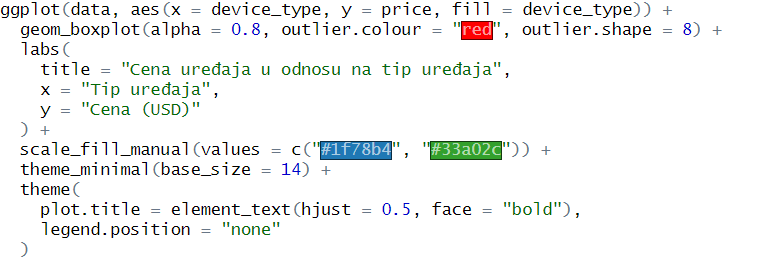 ggplot(data, aes(x = device_type, y = price, fill = device_type)) +
  geom_boxplot(alpha = 0.8, outlier.colour = "red", outlier.shape = 8) +
  labs(
    title = "Cena uređaja u odnosu na tip uređaja",
    x = "Tip uređaja",
    y = "Cena (USD)"
  ) +
  scale_fill_manual(values = c("#1f78b4", "#33a02c")) +
  theme_minimal(base_size = 14) +
  theme(
    plot.title = element_text(hjust = 0.5, face = "bold"),
    legend.position = "none"
  )